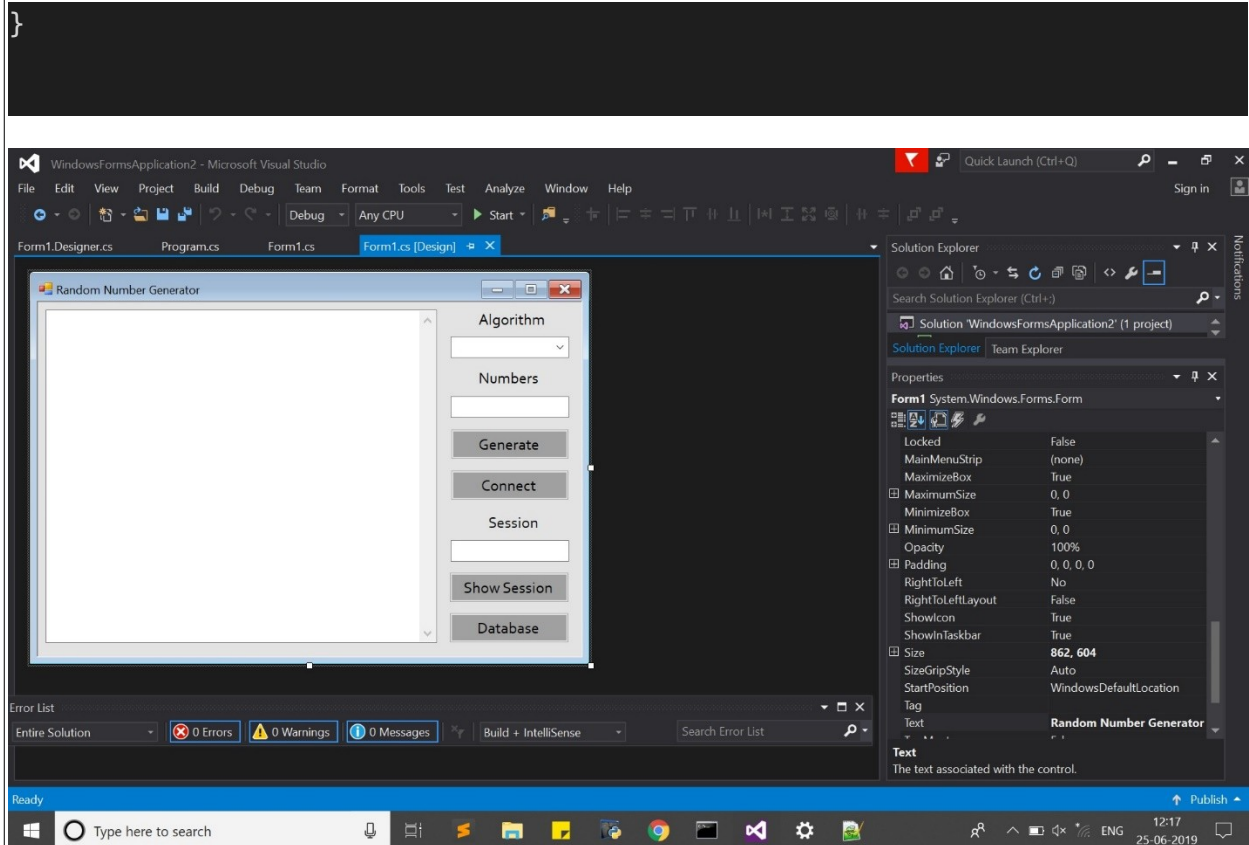 }
WindowsFormsApplication2 - Microsoft Visual Studio
Quick Launch (Ctrl+Q)
File Edit View Project Build Debug Team Format Tools Test Analyze Window Help
Sign in
Debug Any CPU Start
Form1.Designer.cs Program.cs Form1.cs Form1.cs [Design]
Random Number Generator
Algorithm
Numbers
Generate
Connect
Session
Show Session
Database
Solution Explorer
Search Solution Explorer (Ctrl+;)
Solution 'WindowsFormsApplication2' (1 project)
Solution Explorer Team Explorer
Notifications
Properties
Form1 System.Windows.Forms.Form
Locked False
MainMenuStrip (none)
MaximizeBox True
MaximumSize 0, 0
MinimizeBox True
MinimumSize 0, 0
Opacity 100%
Padding 0, 0, 0, 0
RightToLeft No
RightToLeftLayout False
ShowIcon True
ShowInTaskbar True
Size 862, 604
SizeGripStyle Auto
StartPosition WindowsDefaultLocation
Tag
Text Random Number Generator
Text
The text associated with the control.
Error List
Entire Solution 0 Errors 0 Warnings 0 Messages Build + IntelliSense Search Error List
Ready
Publish
Type here to search
ENG
12:17
25-06-2019